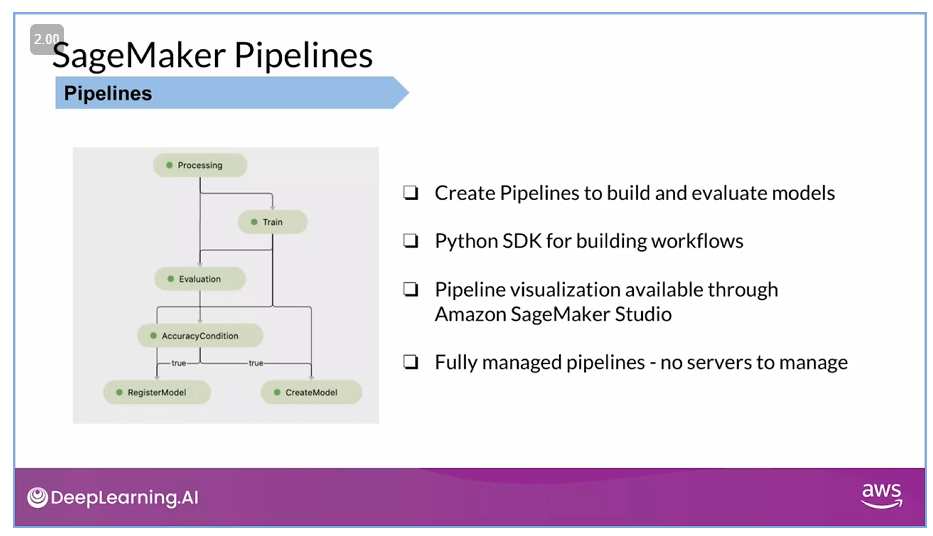 2.00
SageMaker Pipelines
Pipelines
Processing
Train
Evaluation
AccuracyCondition
true
true
RegisterModel
CreateModel
Create Pipelines to build and evaluate models
Python SDK for building workflows
Pipeline visualization available through
Amazon SageMaker Studio
Fully managed pipelines - no servers to manage
DeepLearning.AI
aws